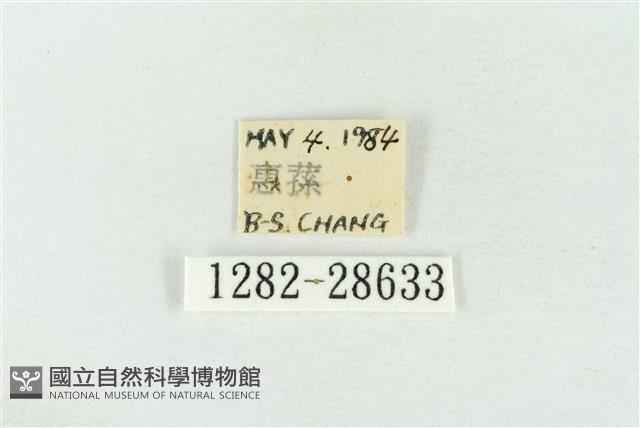 MAY 4. 1984
惠蓀
B-S. CHANG
1282-28633
國立自然科學博物館
NATIONAL MUSEUM OF NATURAL SCIENCE